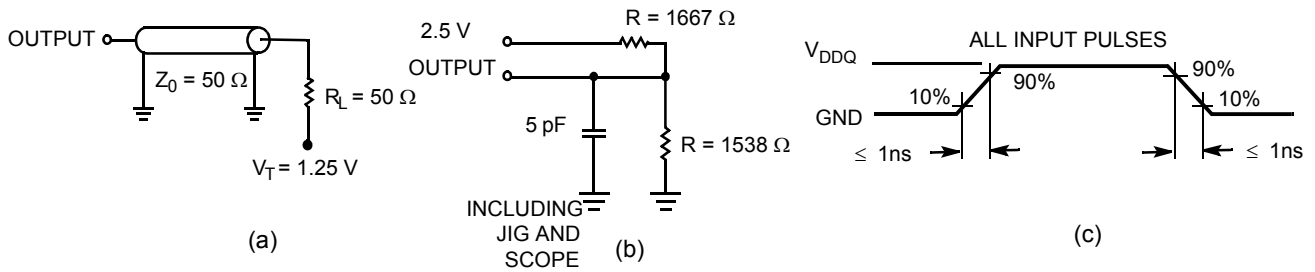 OUTPUT
Z0 = 50 Ω
RL = 50 Ω
VT = 1.25 V
(a)
R = 1667 Ω
2.5 V
OUTPUT
5 pF
R = 1538 Ω
INCLUDING
JIG AND
SCOPE
(b)
ALL INPUT PULSES
VDDQ
GND
10%
90%
90%
10%
≤ 1ns
≤ 1ns
(c)